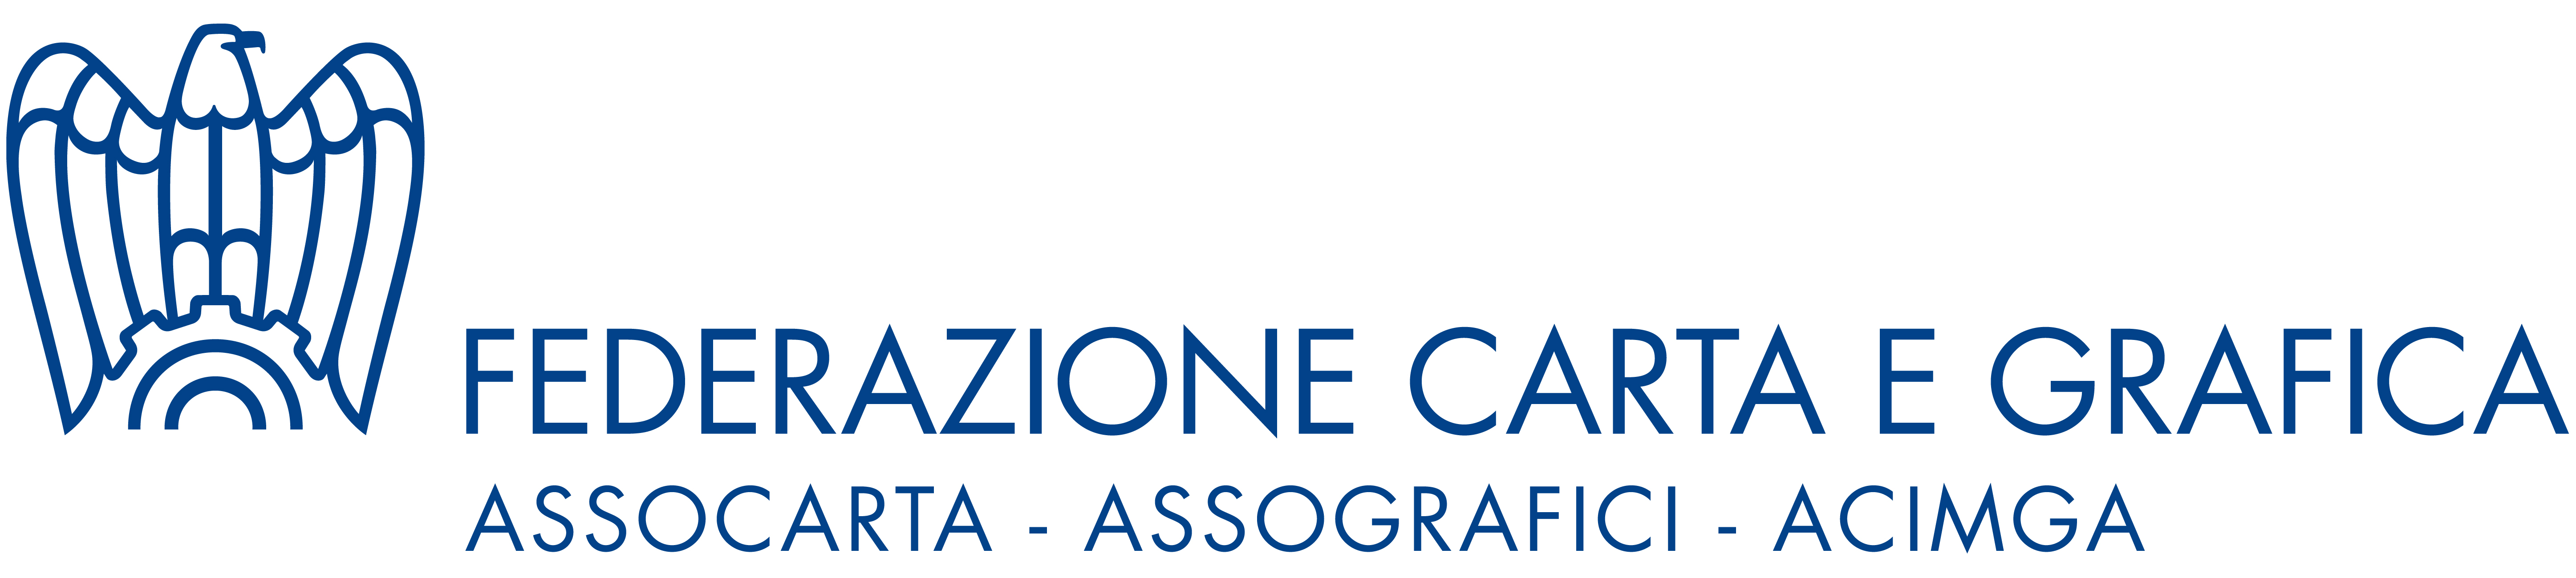 FEDERAZIONE CARTA E GRAFICA
ASSOCARTA - ASSOGRAFICI - ACIMGA